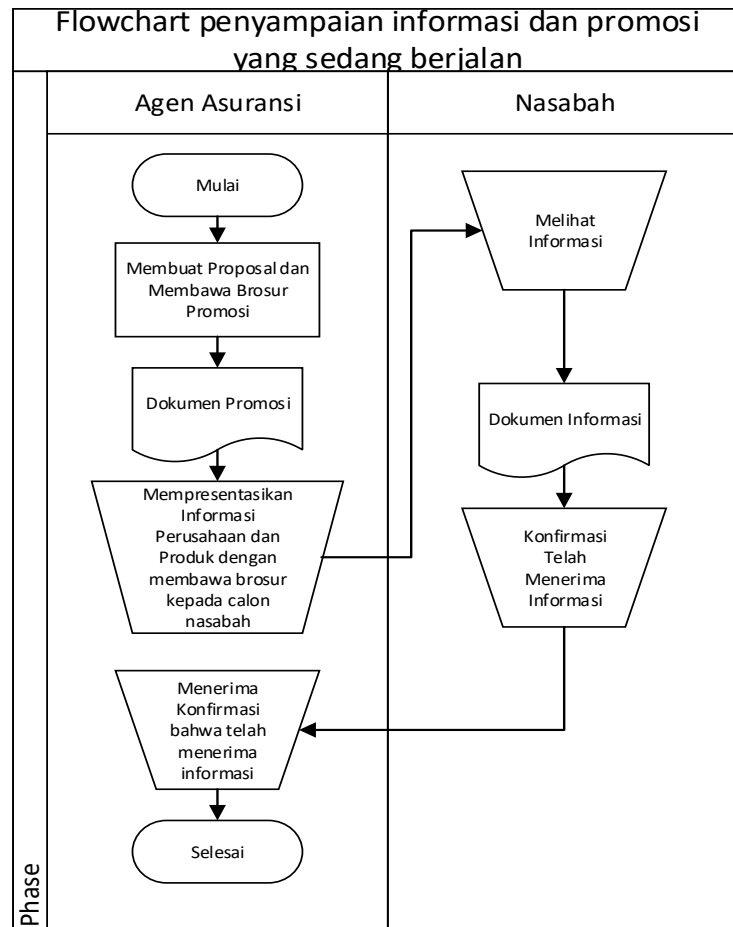 Flowchart penyampaian informasi dan promosi
yang sedang berjalan
Agen Asuransi
Nasabah
Mulai
Membuat Proposal dan
Membawa Brosur
Promosi
Dokumen Promosi
Mempresentasikan
Informasi
Perusahaan dan
Produk dengan
membawa brosur
kepada calon
nasabah
Melihat
Informasi
Dokumen Informasi
Konfirmasi
Telah
Menerima
Informasi
Menerima
Konfirmasi
bahwa telah
menerima
informasi
Selesai
Phase